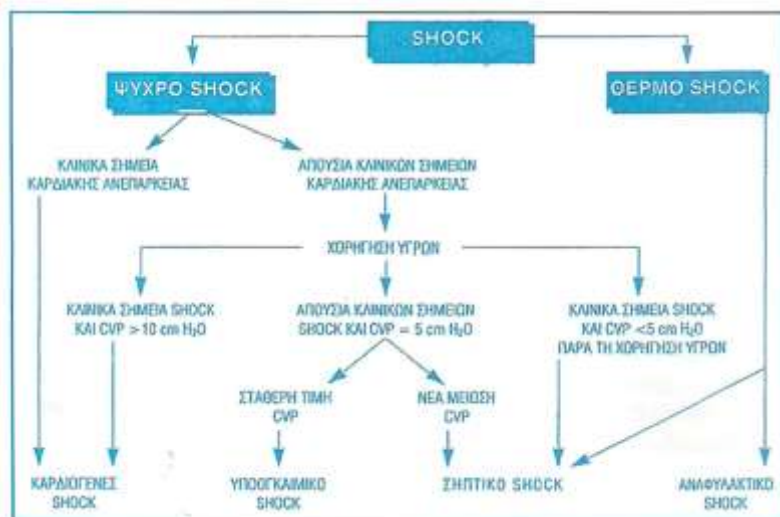 SHOCK
ΨΥΧΡΟ SHOCK
ΘΕΡΜΟ SHOCK
ΚΛΙΝΙΚΑ ΣΗΜΕΙΑ
ΚΑΡΔΙΑΚΗΣ ΑΝΕΠΑΡΚΕΙΑΣ
ΑΠΟΥΣΙΑ ΚΛΙΝΙΚΩΝ ΣΗΜΕΙΩΝ
ΚΑΡΔΙΑΚΗΣ ΑΝΕΠΑΡΚΕΙΑΣ
ΧΟΡΗΓΗΣΗ ΥΓΡΩΝ
ΚΛΙΝΙΚΑ ΣΗΜΕΙΑ SHOCK
ΚΑΙ CVP > 10 cm H₂O
ΑΠΟΥΣΙΑ ΚΛΙΝΙΚΩΝ ΣΗΜΕΙΩΝ
SHOCK ΚΑΙ CVP = 5 cm H₂O
ΚΛΙΝΙΚΑ ΣΗΜΕΙΑ SHOCK
ΚΑΙ CVP <5 cm H₂O
ΠΑΡΑ ΤΗ ΧΟΡΗΓΗΣΗ ΥΓΡΩΝ
ΣΤΑΘΕΡΗ ΤΙΜΗ
CVP
ΝΕΑ ΜΕΙΩΣΗ
CVP
ΚΑΡΔΙΟΓΕΝΕΣ
SHOCK
ΥΠΟΟΓΚΑΙΜΙΚΟ
SHOCK
ΣΗΠΤΙΚΟ SHOCK
ΑΝΑΦΥΛΑΚΤΙΚΟ
SHOCK